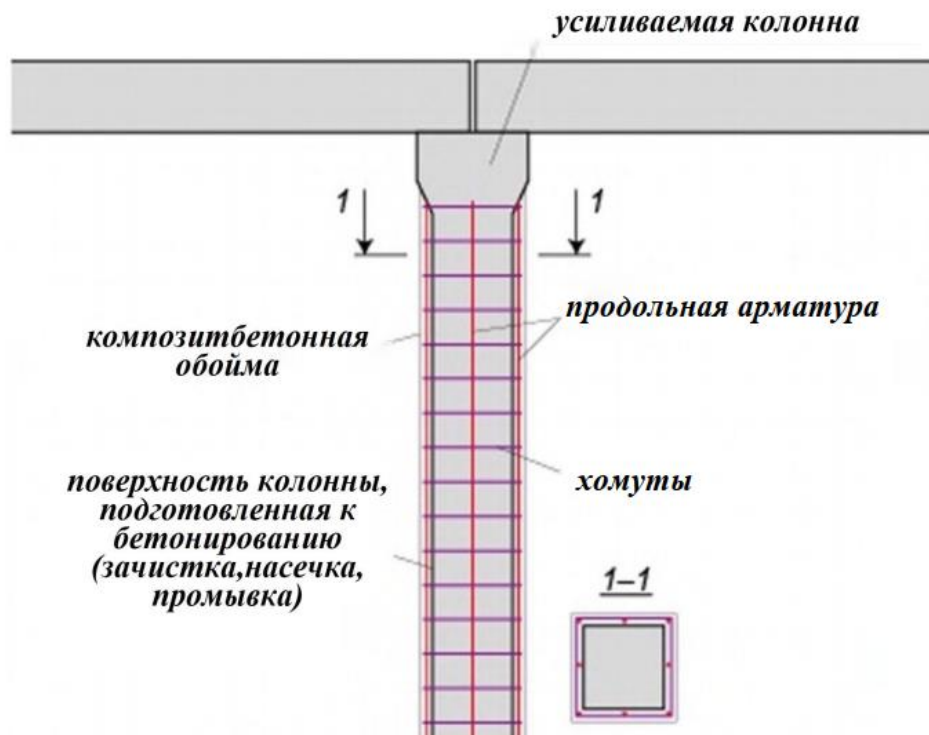 усиливаемая колонна
1
1
продольная арматура
композитбетонная
обойма
хомуты
поверхность колонны,
подготовленная к
бетонированию
(зачистка,насечка,
промывка)
1–1